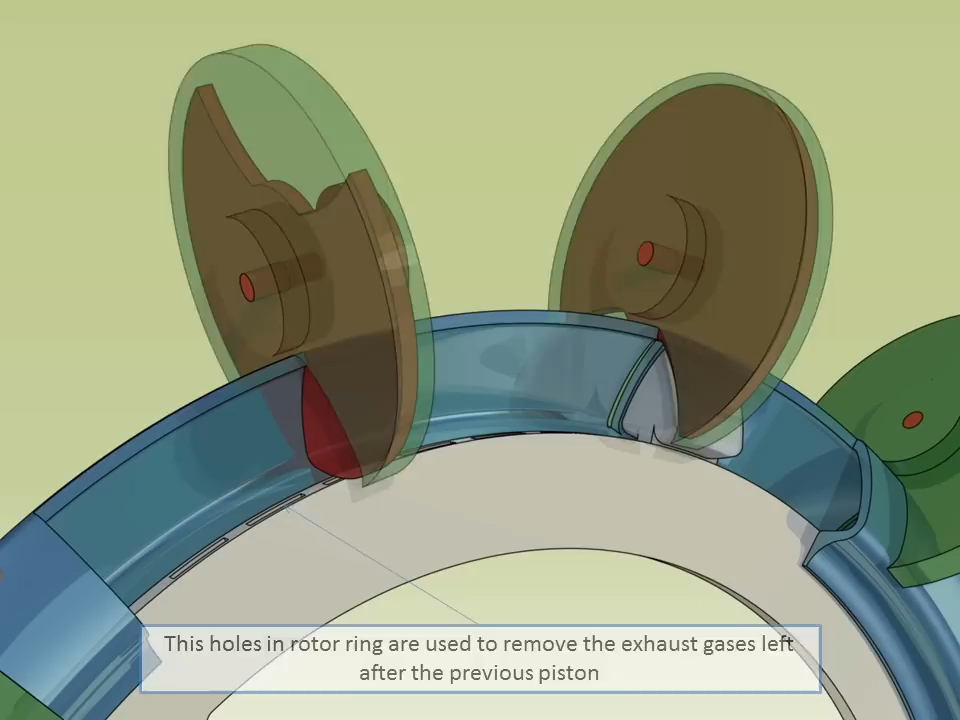 This holes in rotor ring are used to remove the exhaust gases left
after the previous piston